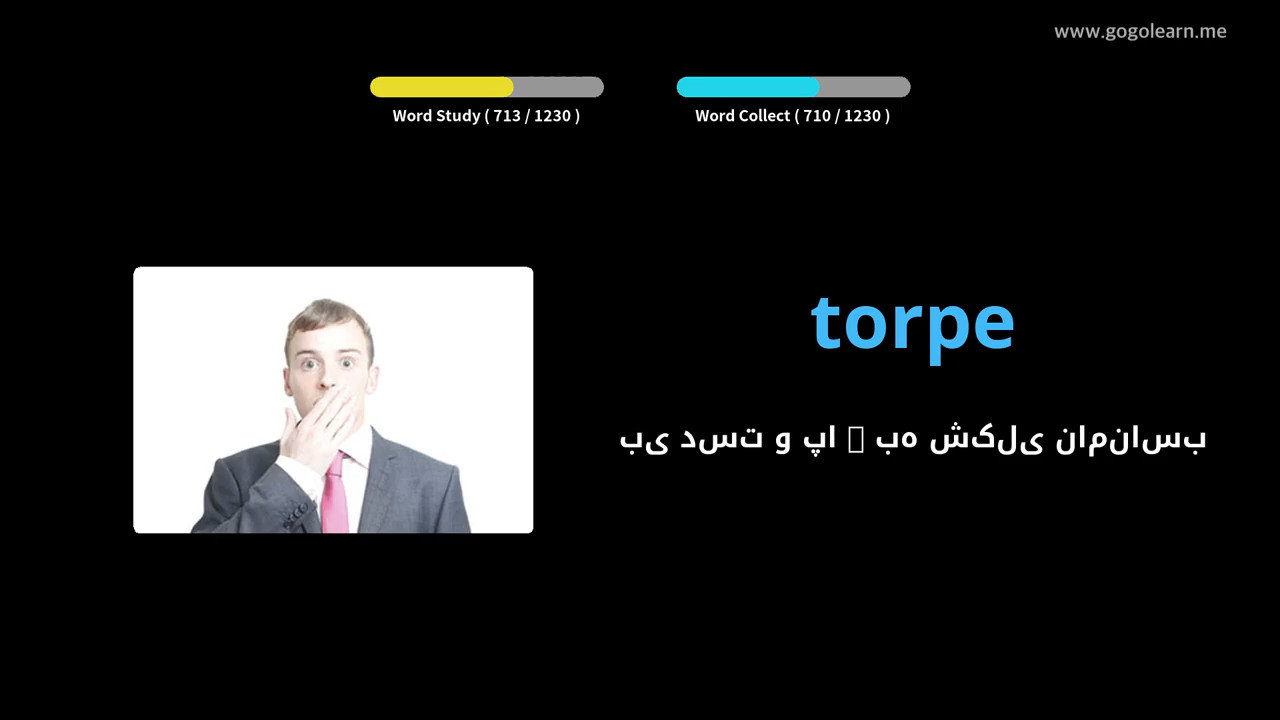 www.gogolearn.me
Word Study ( 713 / 1230 )
Word Collect ( 710 / 1230 )
torpe
بی دست و پا به شکلی نامناسب